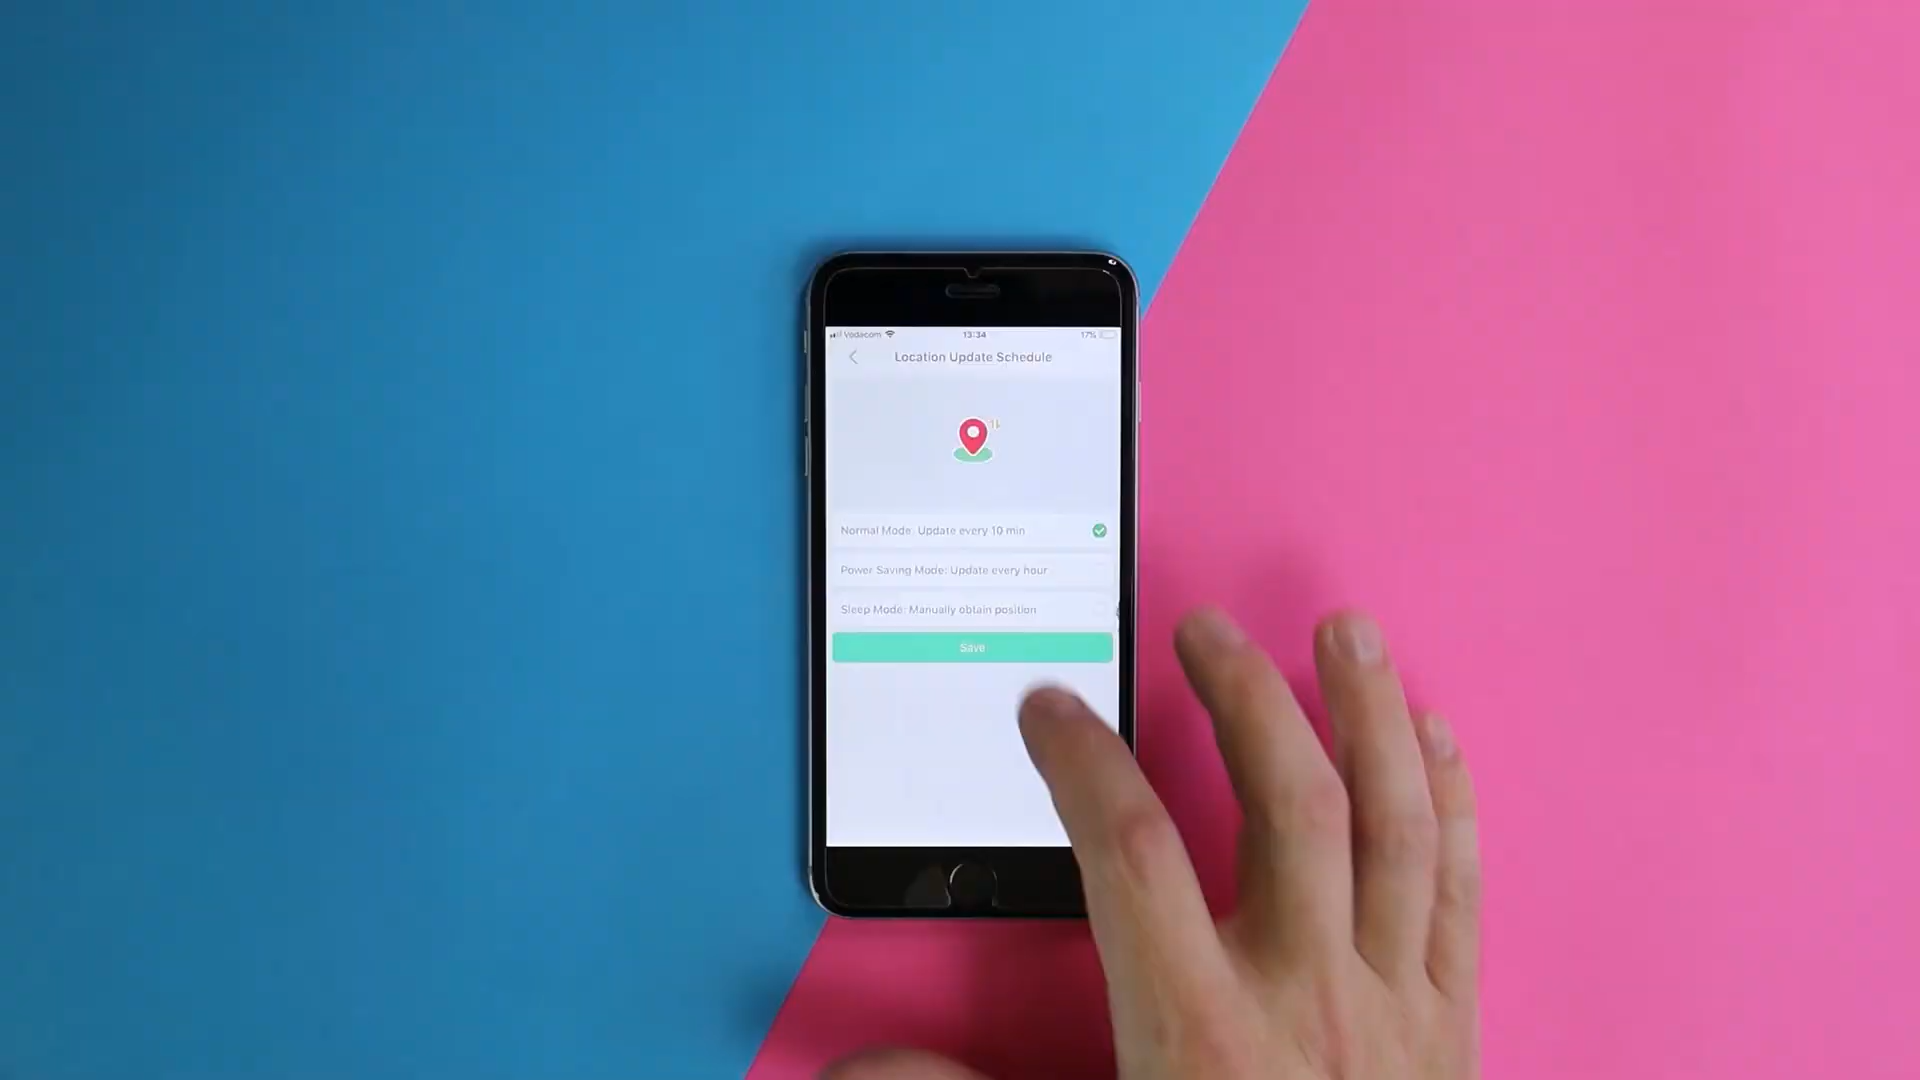 Vodacom 13:34 17%
Location Update Schedule
Normal Mode: Update every 10 min
Power Saving Mode: Update every hour
Sleep Mode: Manually obtain position
Save